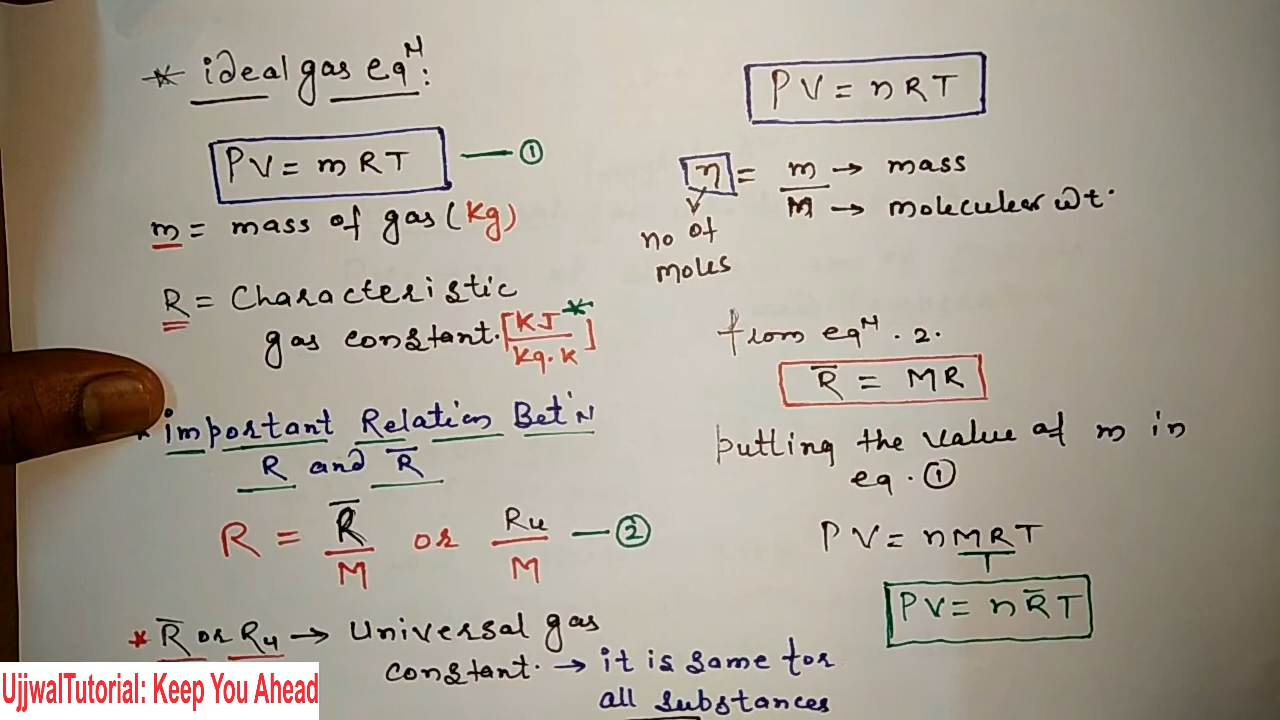 * ideal gas eqᴺ:
PV = mRT — ①
m = mass of gas (Kg)
R = Characteristic
gas constant. [KJ/Kg.K]*
* important Relation Bet'N
R and R̅
R = R̅/M or Ru/M — ②
* R̅ or Ru → Universal gas
constant. → it is same for
all substances
PV = nRT
n = m/M → mass
→ moleculer wt.
no of
moles
from eqᴺ. 2.
R̅ = MR
putting the value of m in
eq. ①
PV = nMRT
PV = nR̅T
UjjwalTutorial: Keep You Ahead